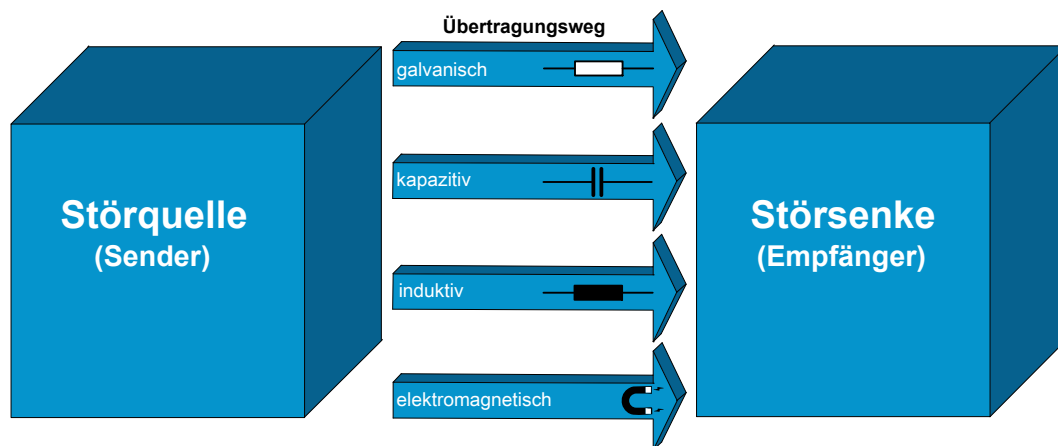 Übertragungsweg
Störquelle
(Sender)
galvanisch
kapazitiv
induktiv
elektromagnetisch
Störsenke
(Empfänger)